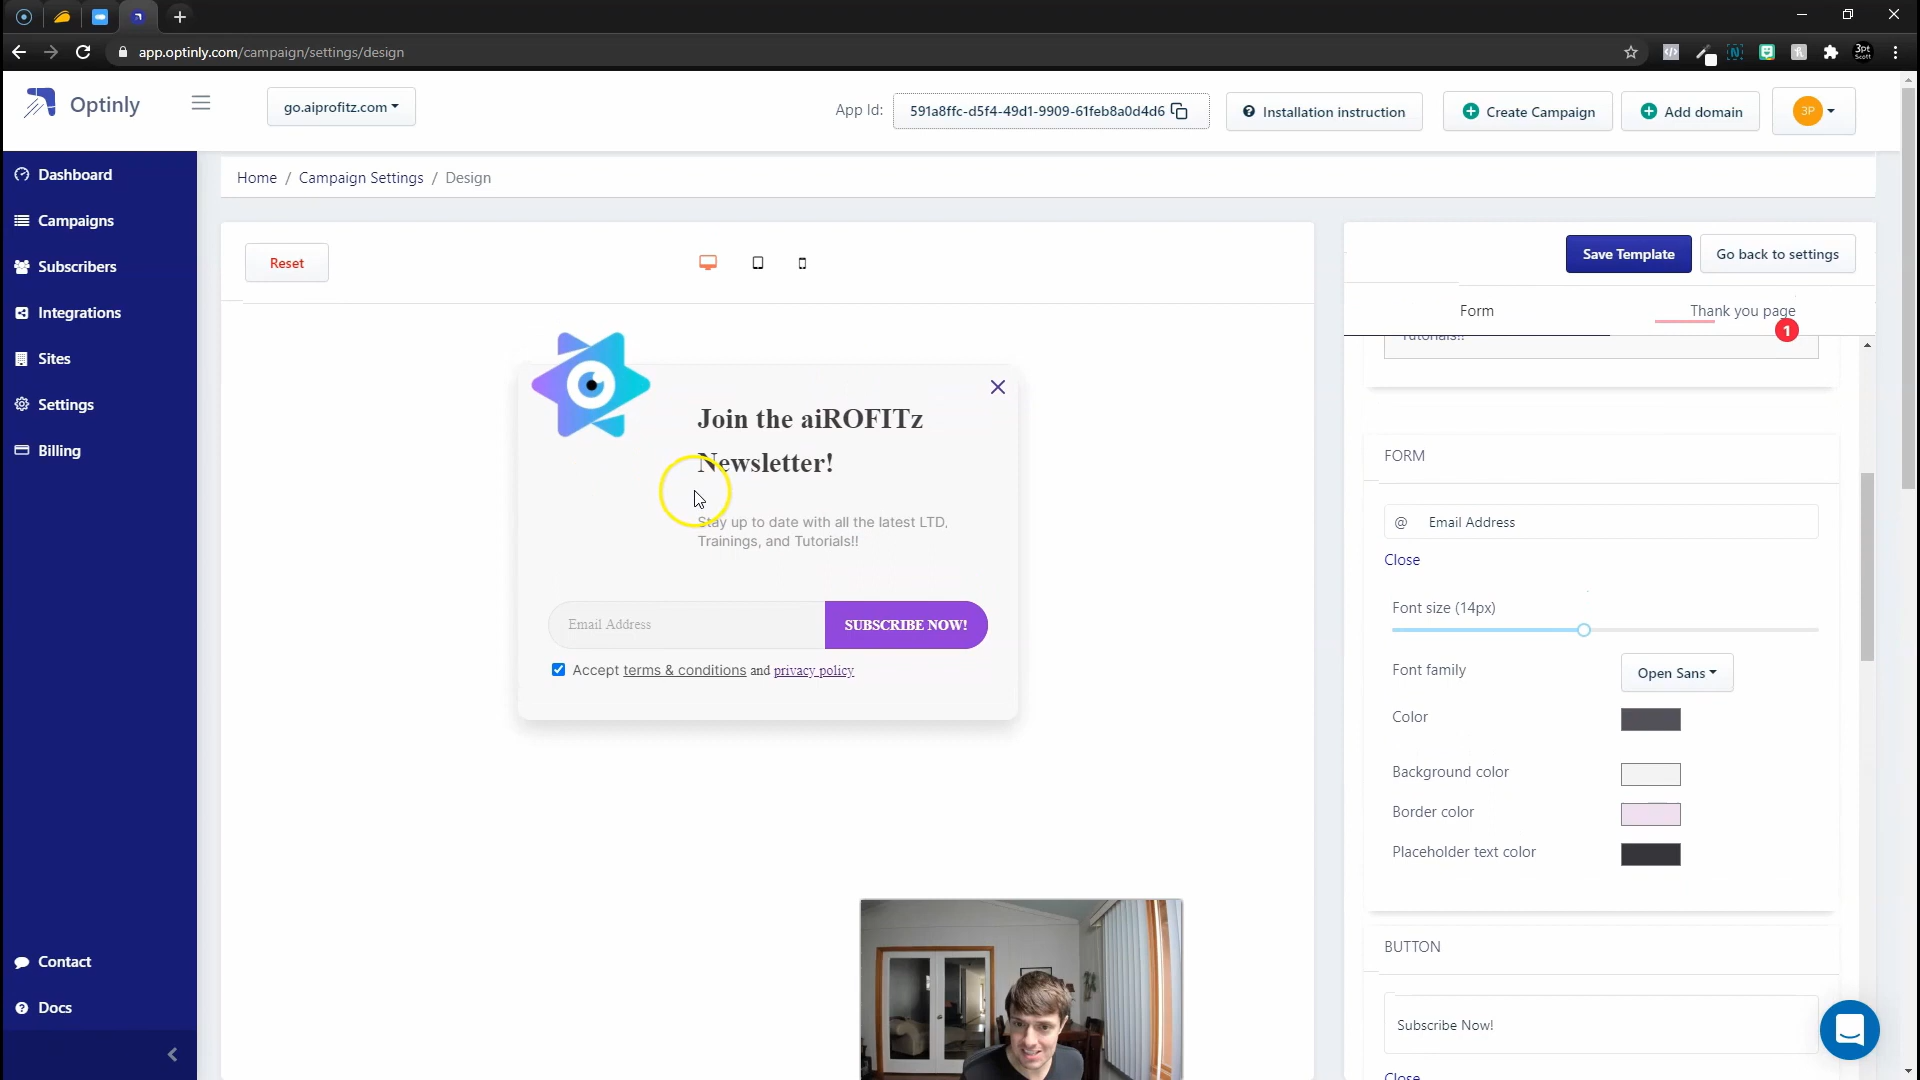 app.optinly.com/campaign/settings/design
3pt
Scott
Optinly
go.aiprofitz.com
App Id:
591a8ffc-d5f4-49d1-9909-61feb8a0d4d6
Installation instruction
Create Campaign
Add domain
3P
Dashboard
Campaigns
Subscribers
Integrations
Sites
Settings
Billing
Contact
Docs
Home / Campaign Settings / Design
Reset
Save Template
Go back to settings
Form
Thank you page
1
Tutorials!!
Join the aiROFITz
Newsletter!
Stay up to date with all the latest LTD,
Trainings, and Tutorials!!
Email Address
SUBSCRIBE NOW!
Accept terms & conditions and privacy policy
FORM
@ Email Address
Close
Font size (14px)
Font family
Open Sans
Color
Background color
Border color
Placeholder text color
BUTTON
Subscribe Now!
Close